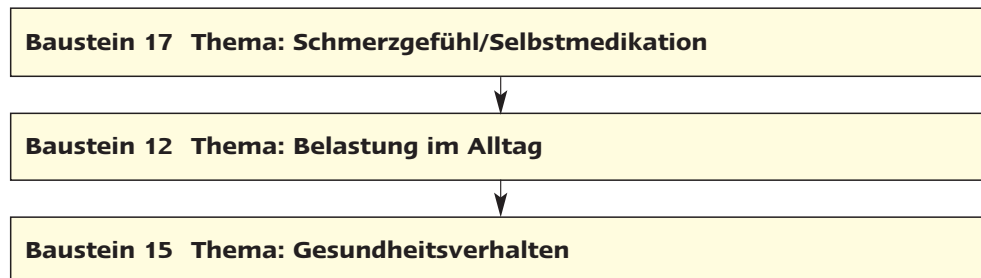 Baustein 17 Thema: Schmerzgefühl/Selbstmedikation
Baustein 12 Thema: Belastung im Alltag
Baustein 15 Thema: Gesundheitsverhalten